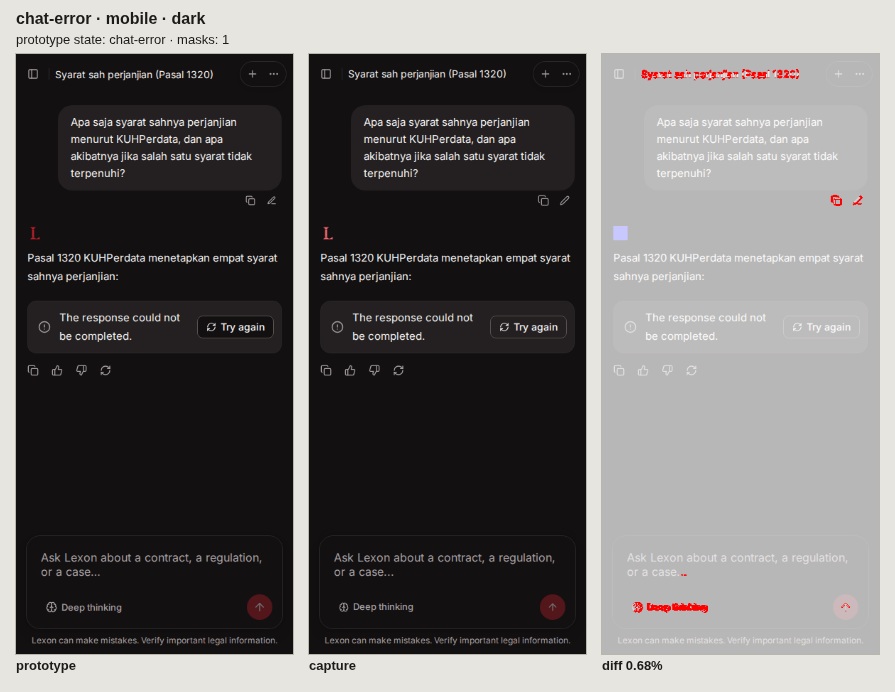 chat-error · mobile · dark
prototype state: chat-error · masks: 1
Syarat sah perjanjian (Pasal 1320)
Apa saja syarat sahnya perjanjian
menurut KUHPerdata, dan apa
akibatnya jika salah satu syarat tidak
terpenuhi?
L
Pasal 1320 KUHPerdata menetapkan empat syarat
sahnya perjanjian:
The response could not
be completed.
Try again
Ask Lexon about a contract, a regulation,
or a case...
Deep thinking
Lexon can make mistakes. Verify important legal information.
prototype
Syarat sah perjanjian (Pasal 1320)
Apa saja syarat sahnya perjanjian
menurut KUHPerdata, dan apa
akibatnya jika salah satu syarat tidak
terpenuhi?
L
Pasal 1320 KUHPerdata menetapkan empat syarat
sahnya perjanjian:
The response could not
be completed.
Try again
Ask Lexon about a contract, a regulation,
or a case...
Deep thinking
Lexon can make mistakes. Verify important legal information.
capture
Syarat sah perjanjian (Pasal 1320)
Apa saja syarat sahnya perjanjian
menurut KUHPerdata, dan apa
akibatnya jika salah satu syarat tidak
terpenuhi?
Pasal 1320 KUHPerdata menetapkan empat syarat
sahnya perjanjian:
The response could not
be completed.
Try again
Ask Lexon about a contract, a regulation,
or a case...
Deep thinking
Lexon can make mistakes. Verify important legal information.
diff 0.68%